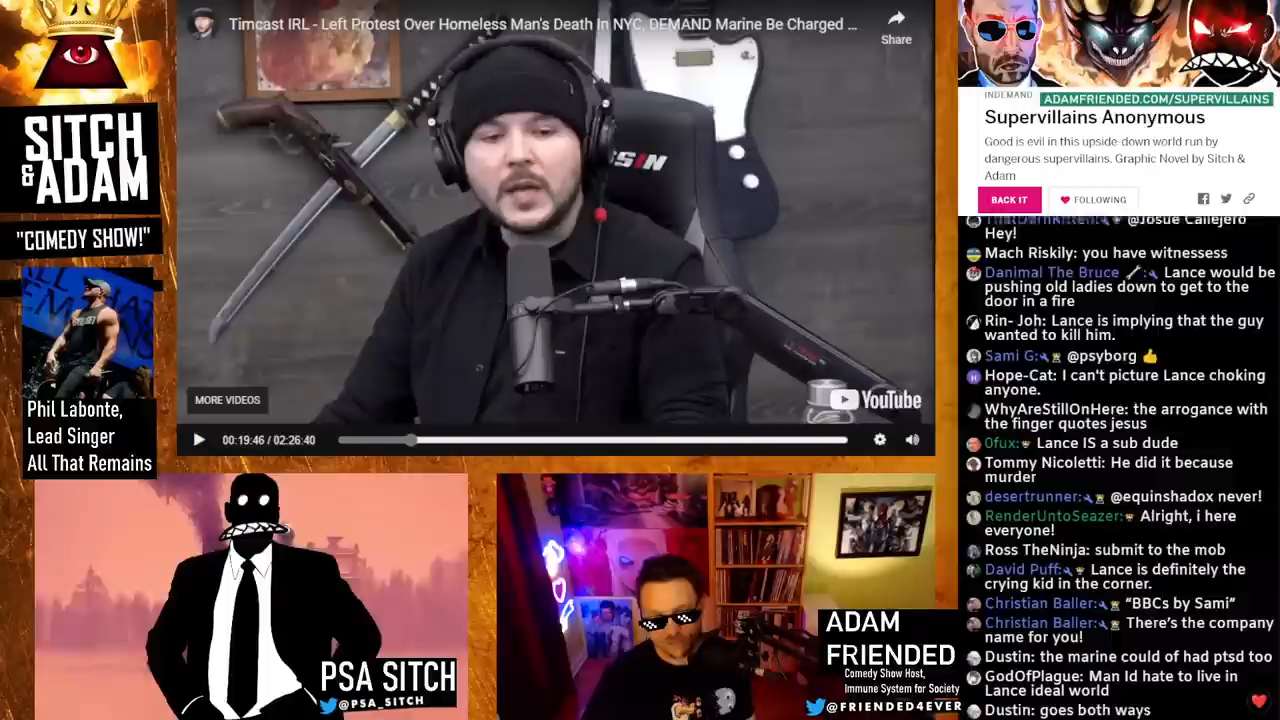 Timcast IRL - Left Protest Over Homeless Man's Death In NYC, DEMAND Marine Be Charged ...
Share
SITCH
& ADAM
"COMEDY SHOW!"
Phil Labonte,
Lead Singer
All That Remains
MORE VIDEOS
YouTube
00:19:46 / 02:26:40
PSA SITCH
@PSA_SITCH
ADAM
FRIENDED
Comedy Show Host,
Immune System for Society
@FRIENDED4EVER
INDEMAND
ADAMFRIENDED.COM/SUPERVILLAINS
Supervillains Anonymous
Good is evil in this upside-down world run by
dangerous supervillains. Graphic Novel by Sitch &
Adam
BACK IT
FOLLOWING
@Josue Callejero
Hey!
Mach Riskily: you have witnessess
Danimal The Bruce : Lance would be
pushing old ladies down to get to the
door in a fire
Rin- Joh: Lance is implying that the guy
wanted to kill him.
Sami G: @psyborg 👍
Hope-Cat: I can't picture Lance choking
anyone.
WhyAreStillOnHere: the arrogance with
the finger quotes jesus
0fux: Lance IS a sub dude
Tommy Nicoletti: He did it because
murder
desertrunner: @equinshadox never!
RenderUntoSeazer: Alright, i here
everyone!
Ross TheNinja: submit to the mob
David Puff: Lance is definitely the
crying kid in the corner.
Christian Baller: “BBCs by Sami”
Christian Baller: There’s the company
name for you!
Dustin: the marine could of had ptsd too
GodOfPlague: Man Id hate to live in
Lance ideal world
Dustin: goes both ways